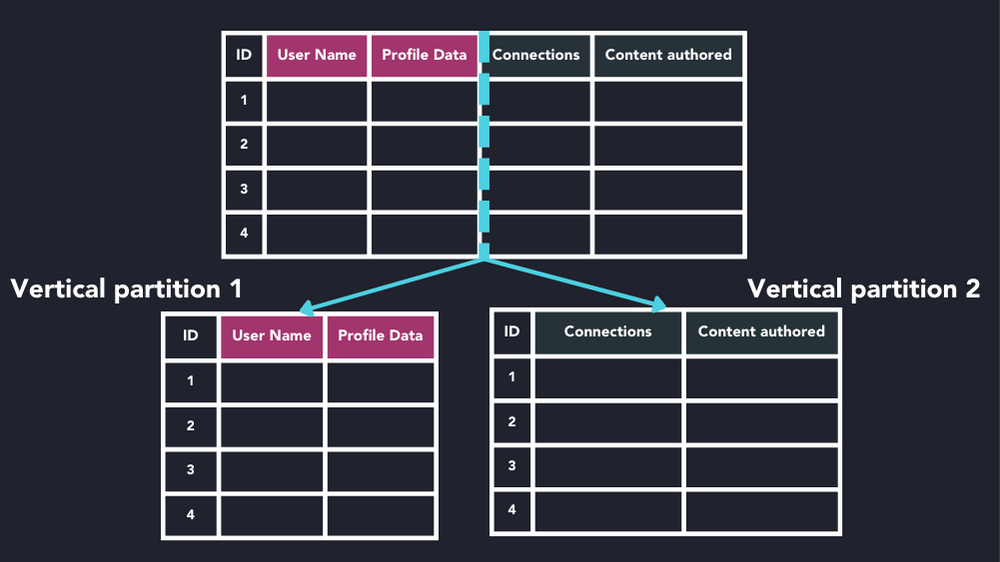 ID User Name Profile Data Connections Content authored
1
2
3
4
Vertical partition 1
ID User Name Profile Data
1
2
3
4
Vertical partition 2
ID Connections Content authored
1
2
3
4